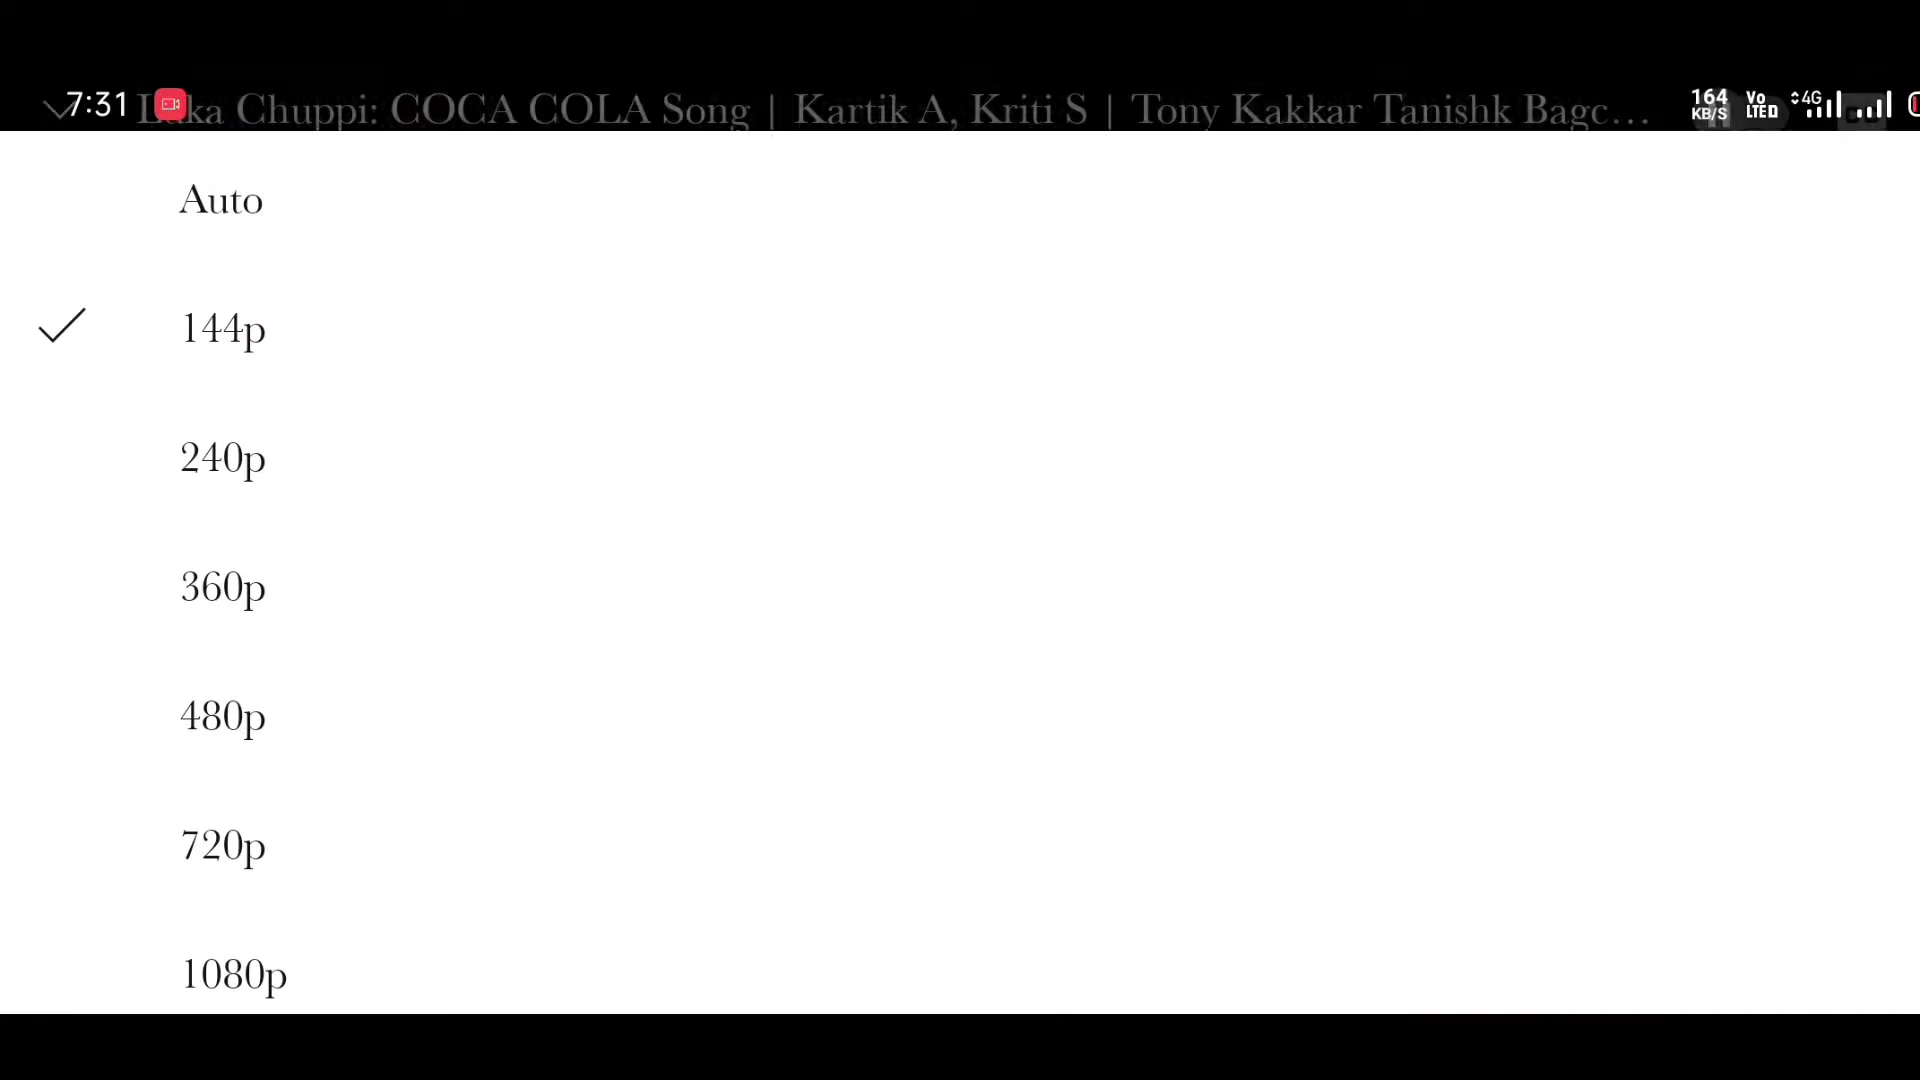 7:31 Luka Chuppi: COCA COLA Song | Kartik A, Kriti S | Tony Kakkar Tanishk Bagc... 164 KB/S Vo LTE 4G
Auto
144p
240p
360p
480p
720p
1080p